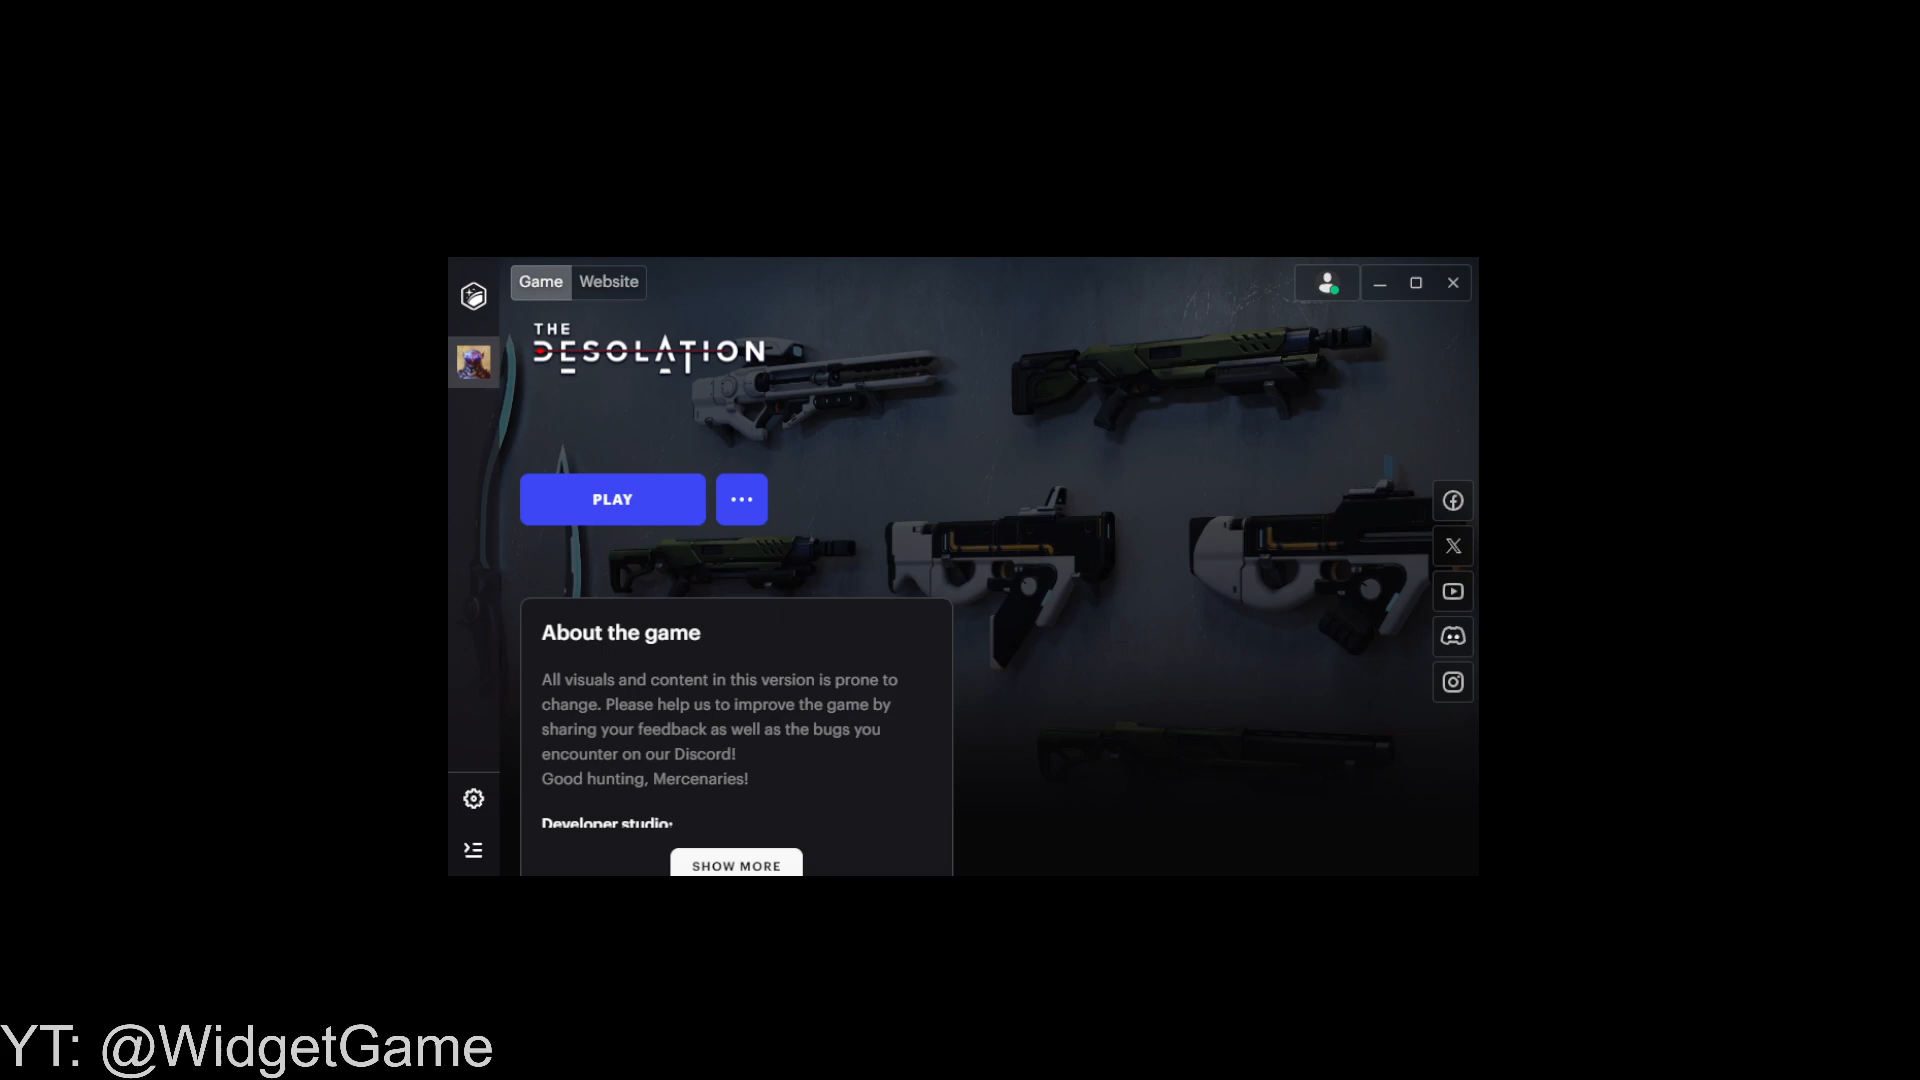 Game Website
THE
DESOLATION
PLAY
About the game
All visuals and content in this version is prone to
change. Please help us to improve the game by
sharing your feedback as well as the bugs you
encounter on our Discord!
Good hunting, Mercenaries!
Developer studio:
SHOW MORE
YT: @WidgetGame